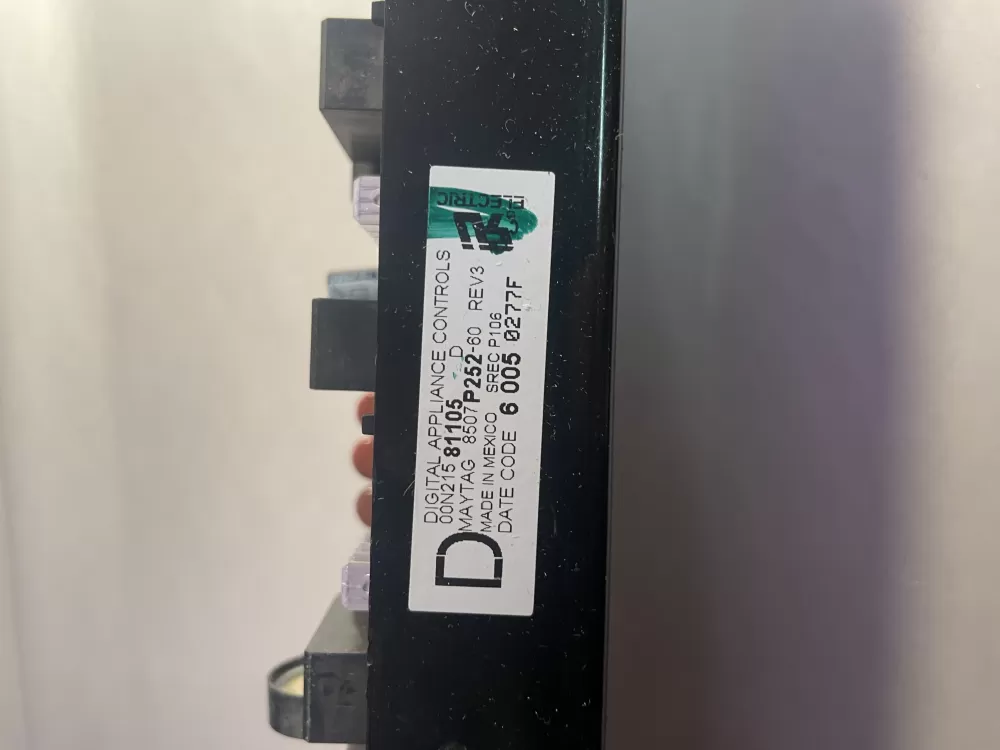 DIGITAL APPLIANCE CONTROLS
00N215 81105 D
MAYTAG 8507P252-60 REV3
MADE IN MEXICO SREC P106
DATE CODE 6 005 0277F
D
ELECTRIC